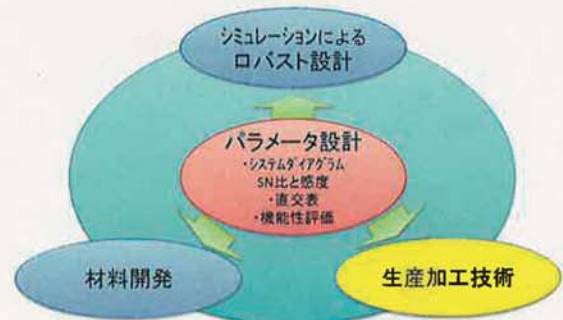 シミュレーションによる
ロバスト設計
パラメータ設計
・システムダイアグラム
SN比と感度
・直交表
・機能性評価
材料開発
生産加工技術